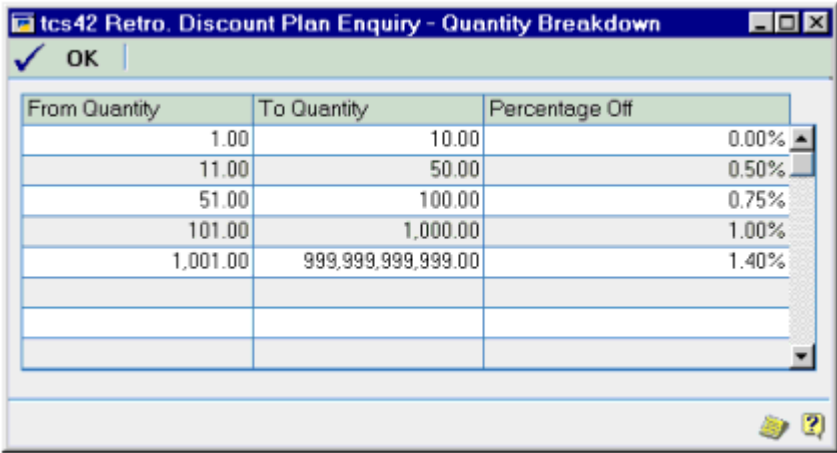 tcs42 Retro. Discount Plan Enquiry - Quantity Breakdown
OK
From Quantity To Quantity Percentage Off
1.00 10.00 0.00%
11.00 50.00 0.50%
51.00 100.00 0.75%
101.00 1,000.00 1.00%
1,001.00 999,999,999,999.00 1.40%